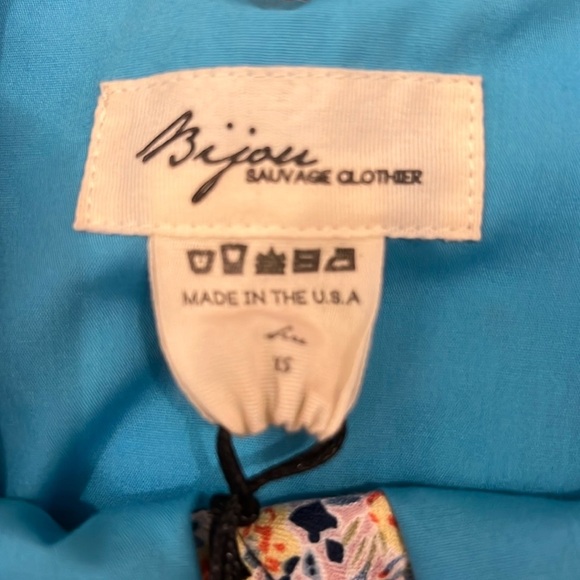 Bijou
SAUVAGE CLOTHIER
MADE IN THE U.S.A